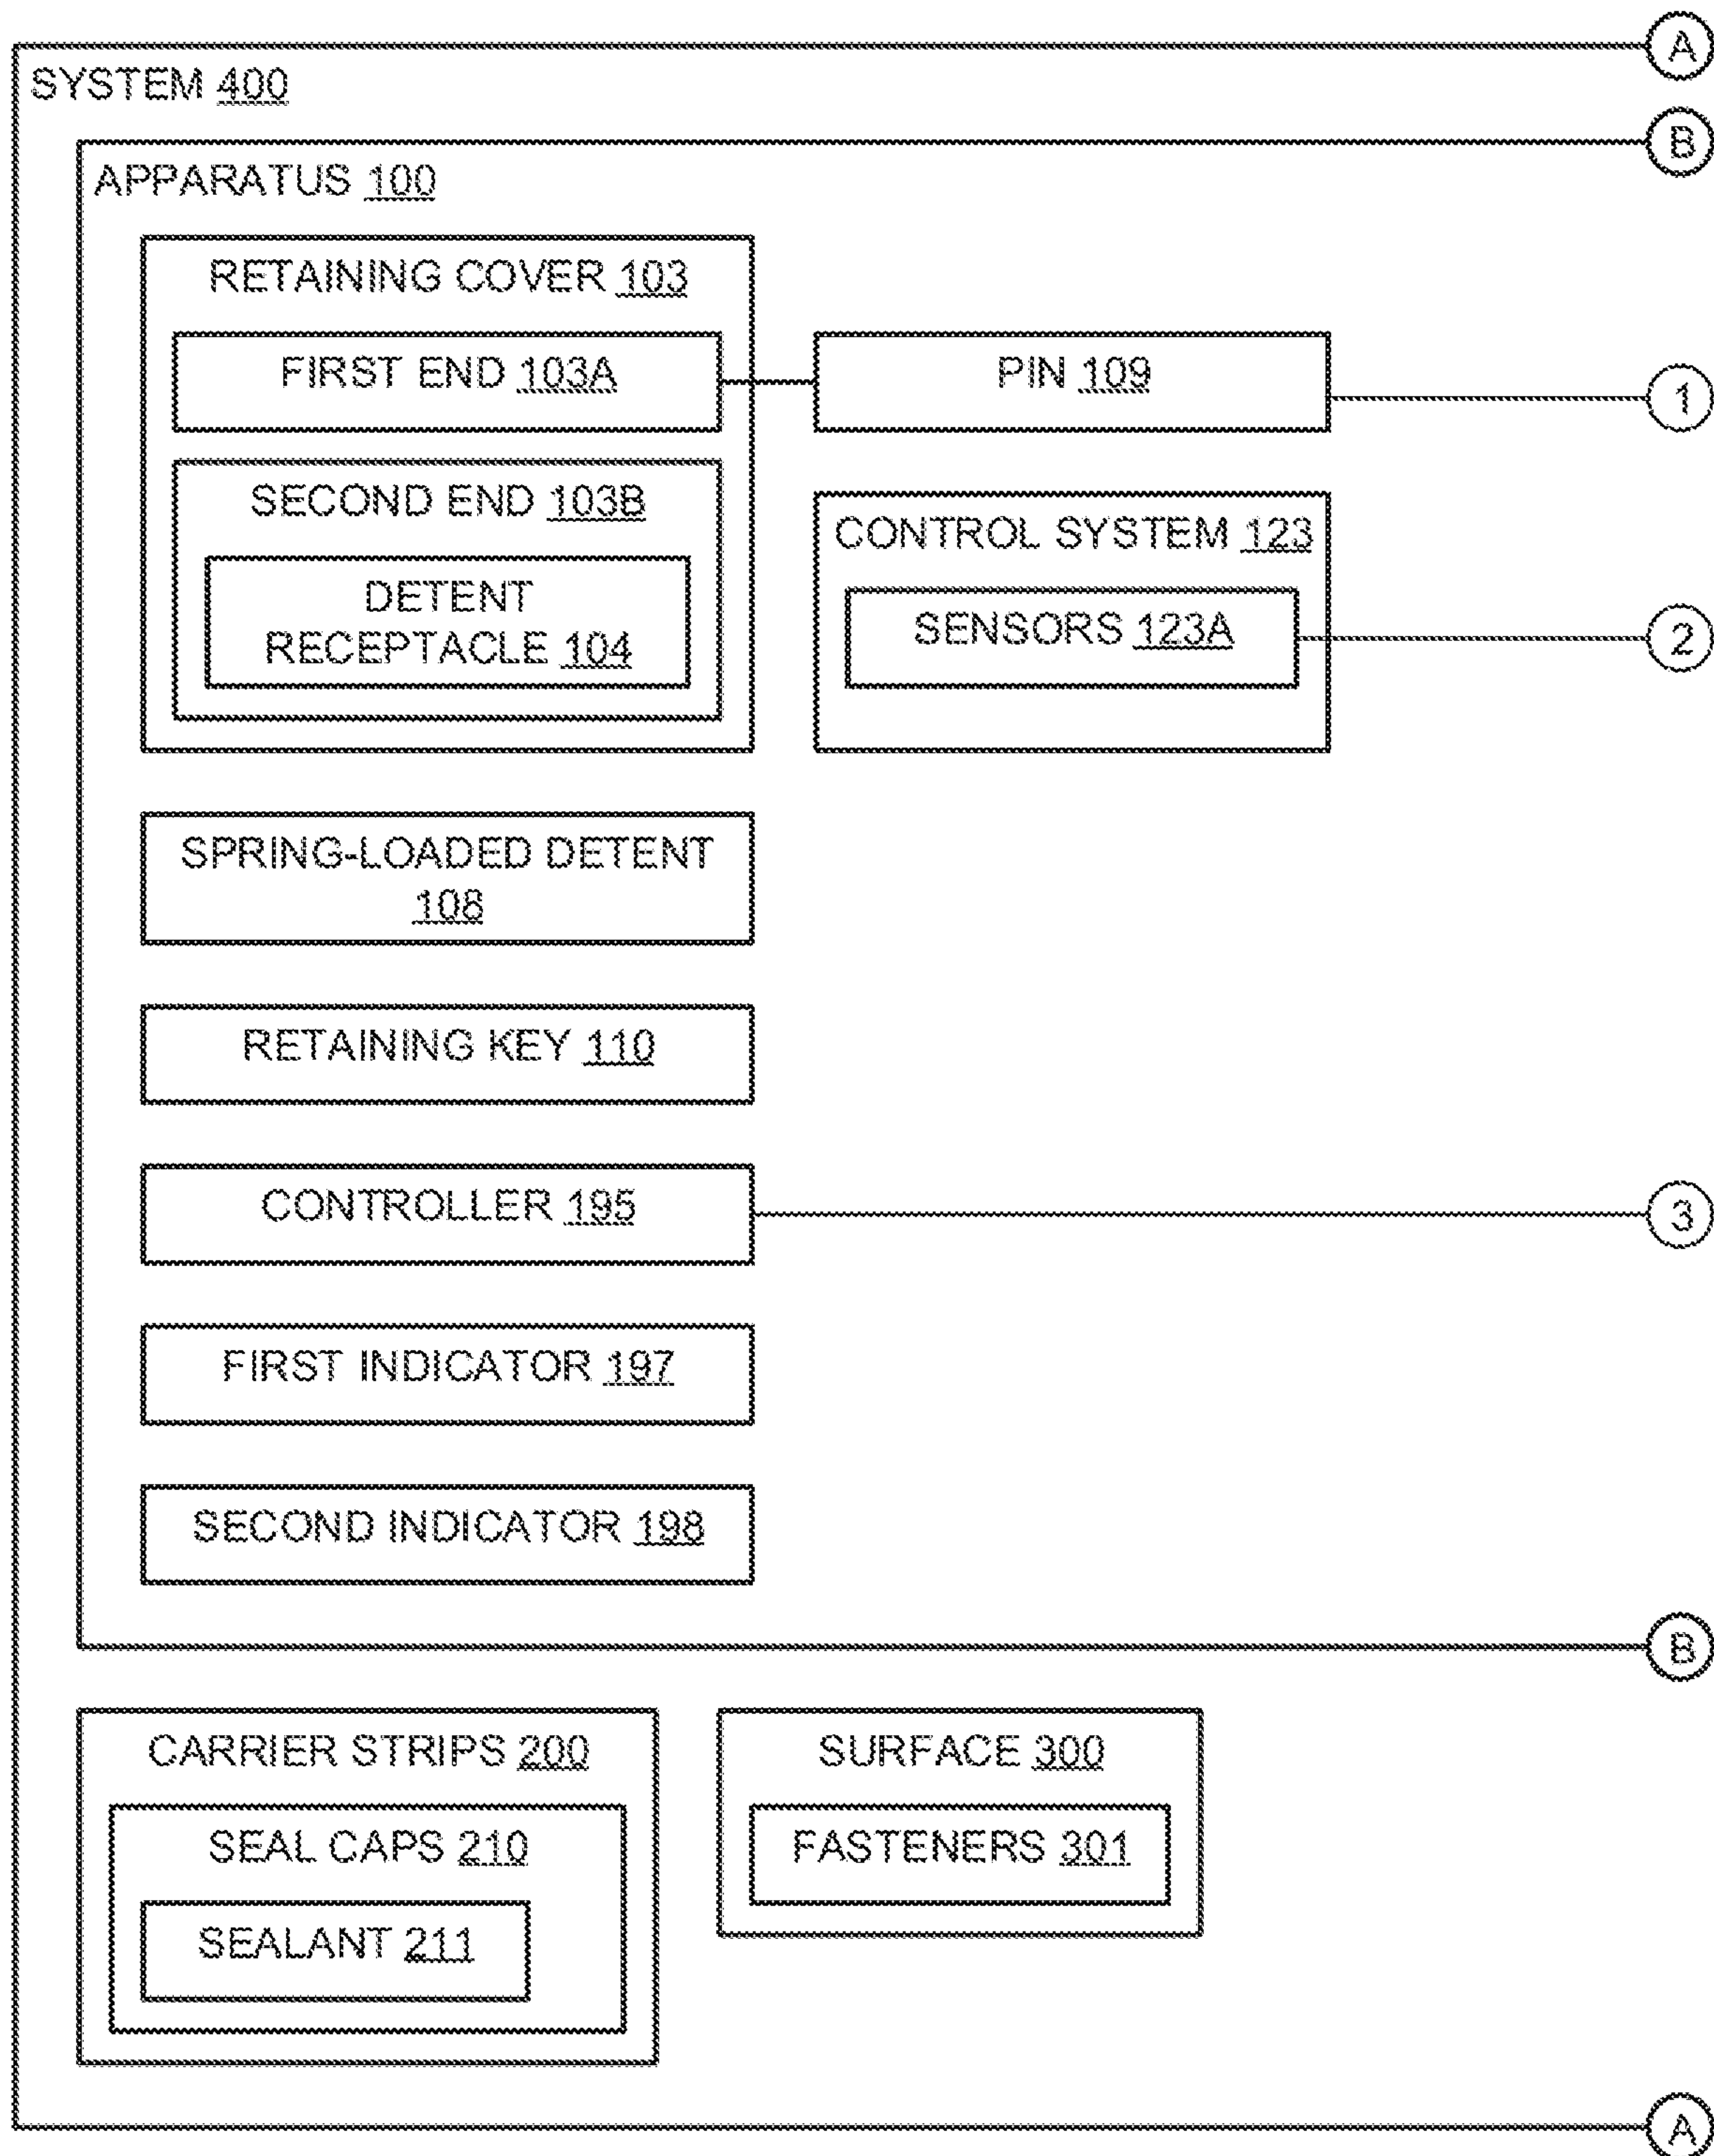 A
SYSTEM 400
B
APPARATUS 100
RETAINING COVER 103
FIRST END 103A
PIN 109
1
SECOND END 103B
CONTROL SYSTEM 123
DETENT
RECEPTACLE 104
SENSORS 123A
2
SPRING-LOADED DETENT
108
RETAINING KEY 110
CONTROLLER 195
3
FIRST INDICATOR 197
SECOND INDICATOR 198
B
CARRIER STRIPS 200
SURFACE 300
SEAL CAPS 210
FASTENERS 301
SEALANT 211
A